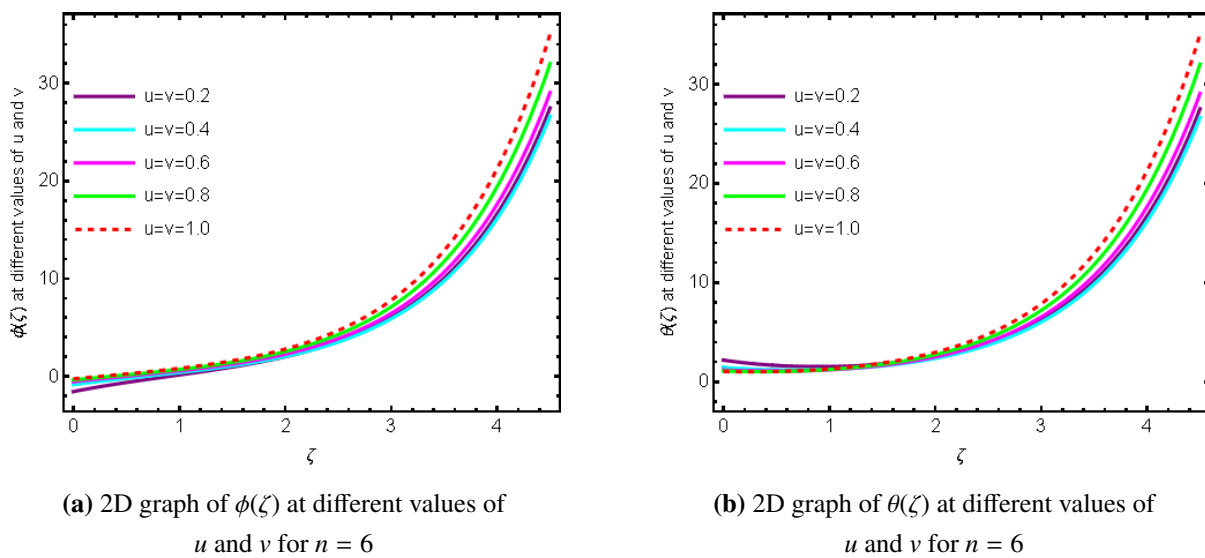 ϕ(ζ) at different values of u and v
30
20
10
0
u=v=0.2
u=v=0.4
u=v=0.6
u=v=0.8
u=v=1.0
0 1 2 3 4
ζ
(a) 2D graph of ϕ(ζ) at different values of
u and v for n = 6
θ(ζ) at different values of u and v
30
20
10
0
u=v=0.2
u=v=0.4
u=v=0.6
u=v=0.8
u=v=1.0
0 1 2 3 4
ζ
(b) 2D graph of θ(ζ) at different values of
u and v for n = 6